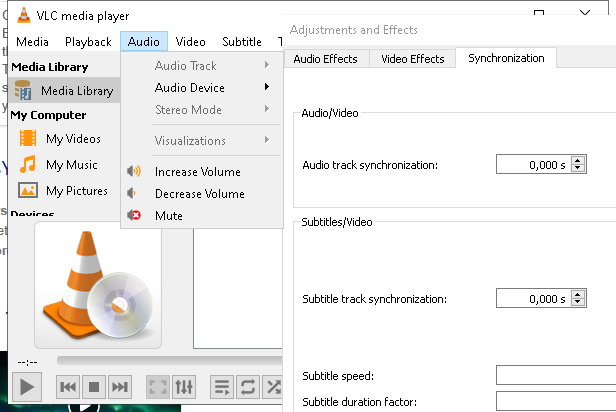 VLC media player
Media Playback Audio Video Subtitle T
Media Library
Media Library
My Computer
My Videos
My Music
My Pictures
Devices
Audio Track
Audio Device
Stereo Mode
Visualizations
Increase Volume
Decrease Volume
Mute
--:--
Adjustments and Effects
Audio Effects Video Effects Synchronization
Audio/Video
Audio track synchronization: 0,000 s
Subtitles/Video
Subtitle track synchronization: 0,000 s
Subtitle speed:
Subtitle duration factor: